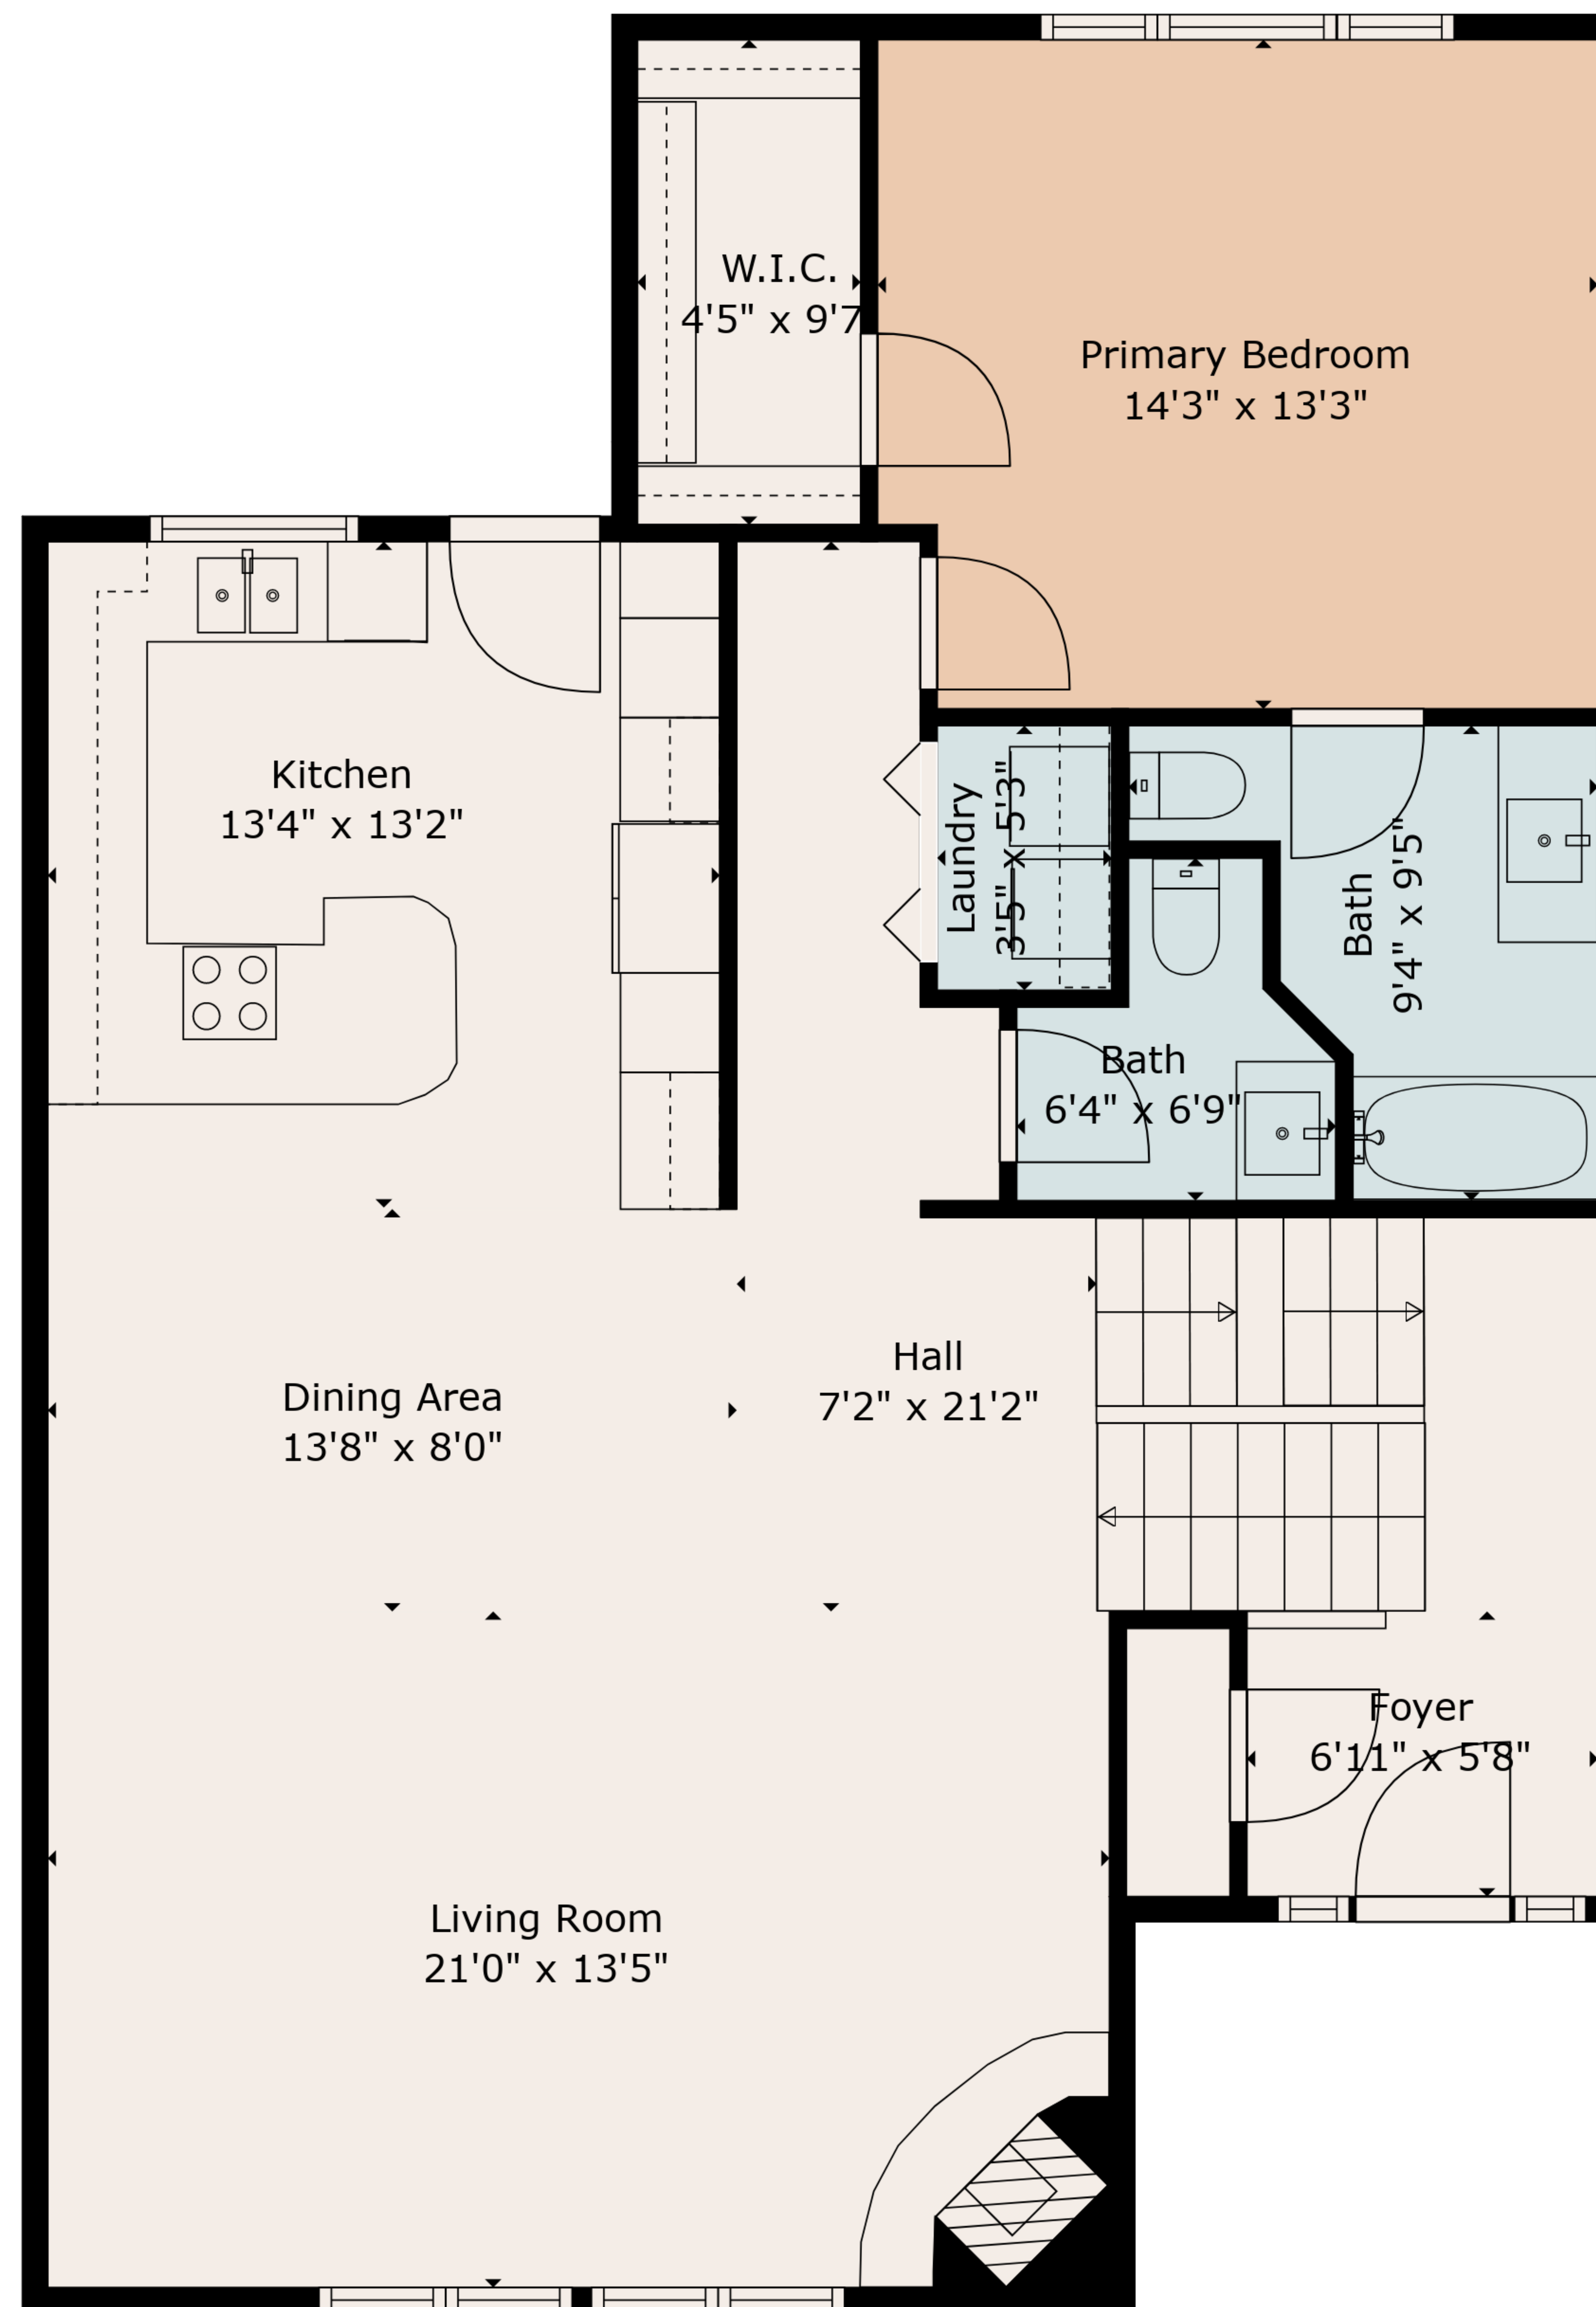 W.I.C.
4'5" x 9'7
Primary Bedroom
14'3" x 13'3"
Kitchen
13'4" x 13'2"
Laundry
3'5" x 5'3"
Bath
9'4" x 9'5"
Bath
6'4" x 6'9"
Hall
7'2" x 21'2"
Dining Area
13'8" x 8'0"
Foyer
6'11" x 5'8"
Living Room
21'0" x 13'5"